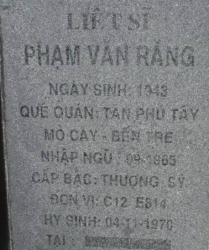 LIỆT SĨ
PHẠM VĂN RĂNG
NGÀY SINH: 1943
QUÊ QUÁN: TÂN PHÚ TÂY
MỎ CÀY - BẾN TRE
NHẬP NGŨ: 09-1965
CẤP BẬC: THƯỢNG SỸ
ĐƠN VỊ: C12 E814
HY SINH: 04-11-1970
TẠI: